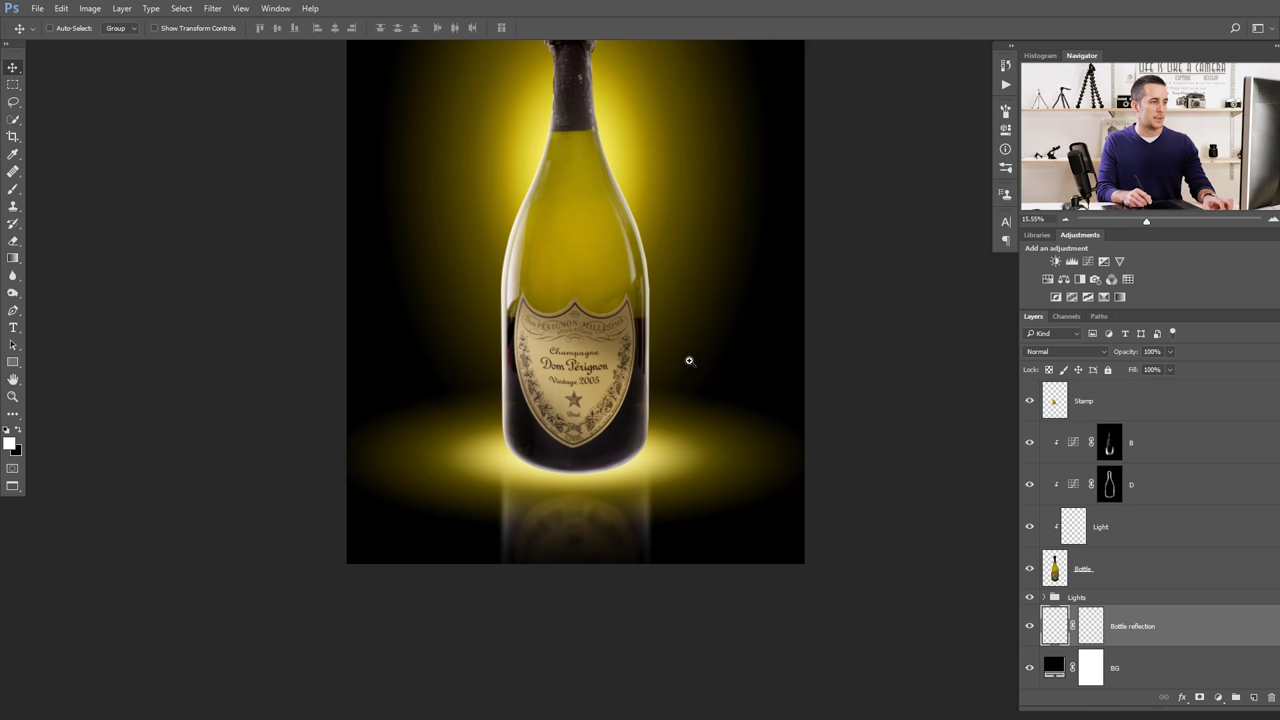 Ps File Edit Image Layer Type Select Filter View Window Help
Auto-Select: Group Show Transform Controls
Histogram Navigator
LIFE IS LIKE A CAMERA
15.55%
Libraries Adjustments
Add an adjustment
Layers Channels Paths
Kind
Normal Opacity: 100%
Lock: Fill: 100%
Stamp
B
D
Light
Bottle
Lights
Bottle reflection
BG
Champagne
Dom Pérignon
Vintage 2003
Brut